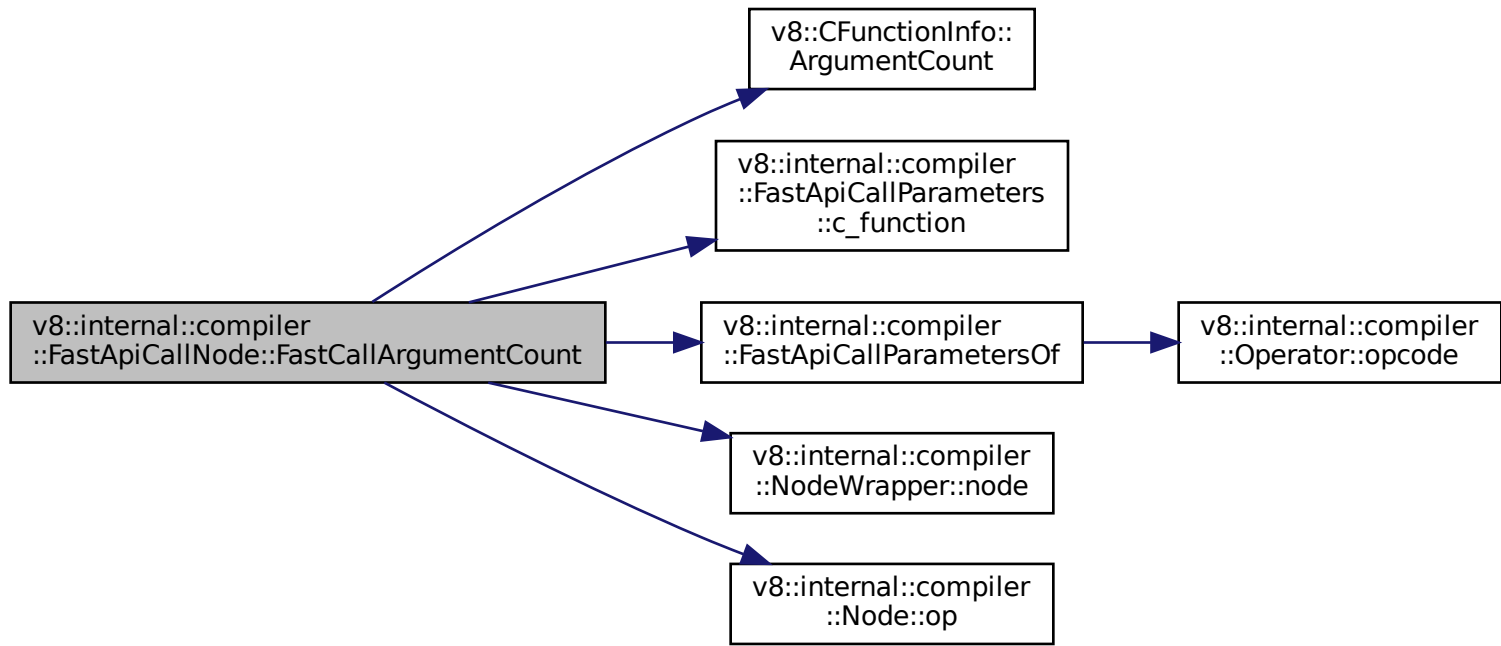 v8::CFunctionInfo::
ArgumentCount
v8::internal::compiler
::FastApiCallParameters
::c_function
v8::internal::compiler
::FastApiCallNode::FastCallArgumentCount
v8::internal::compiler
::FastApiCallParametersOf
v8::internal::compiler
::Operator::opcode
v8::internal::compiler
::NodeWrapper::node
v8::internal::compiler
::Node::op